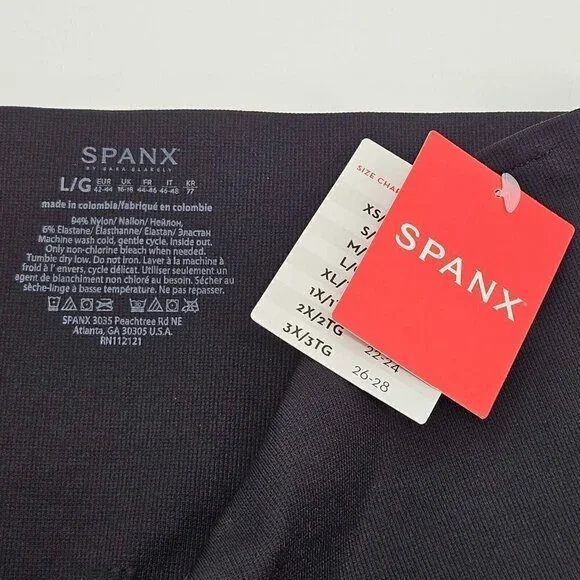 SPANX
BY SARA BLAKELY
L/G
EUR UK FR IT KR
42-44 16-18 44-46 46-48 77
made in colombia/fabriqué en colombie
94% Nylon/ Nailon/ Нейлон,
6% Elastane/ Élasthanne/ Elastan/ Эластан
Machine wash cold, gentle cycle. Inside out.
Only non-chlorine bleach when needed.
Tumble dry low. Do not iron. Laver à la machine à
froid à l' envers, cycle délicat. Utiliser seulement un
agent de blanchiment non chloré au besoin. Sécher au
sèche-linge à basse température. Ne pas repasser.
SPANX 3035 Peachtree Rd NE
Atlanta, GA 30305 U.S.A.
RN112121
SIZE CHA
XS/
S/
M/
L/
XL/
1X/1
2X/2TG 22-24
3X/3TG 26-28
SPANX